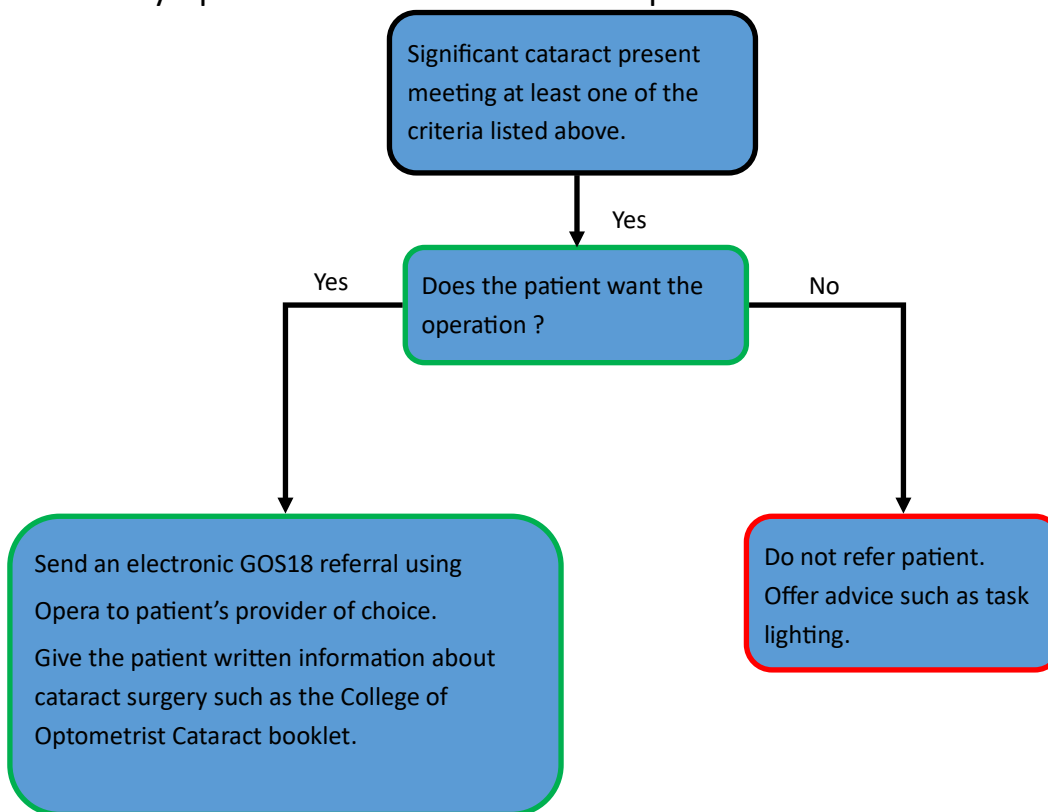 Significant cataract present
meeting at least one of the
criteria listed above.
Yes
Yes
Does the patient want the
operation ?
No
Send an electronic GOS18 referral using
Opera to patient’s provider of choice.
Give the patient written information about
cataract surgery such as the College of
Optometrist Cataract booklet.
Do not refer patient.
Offer advice such as task
lighting.